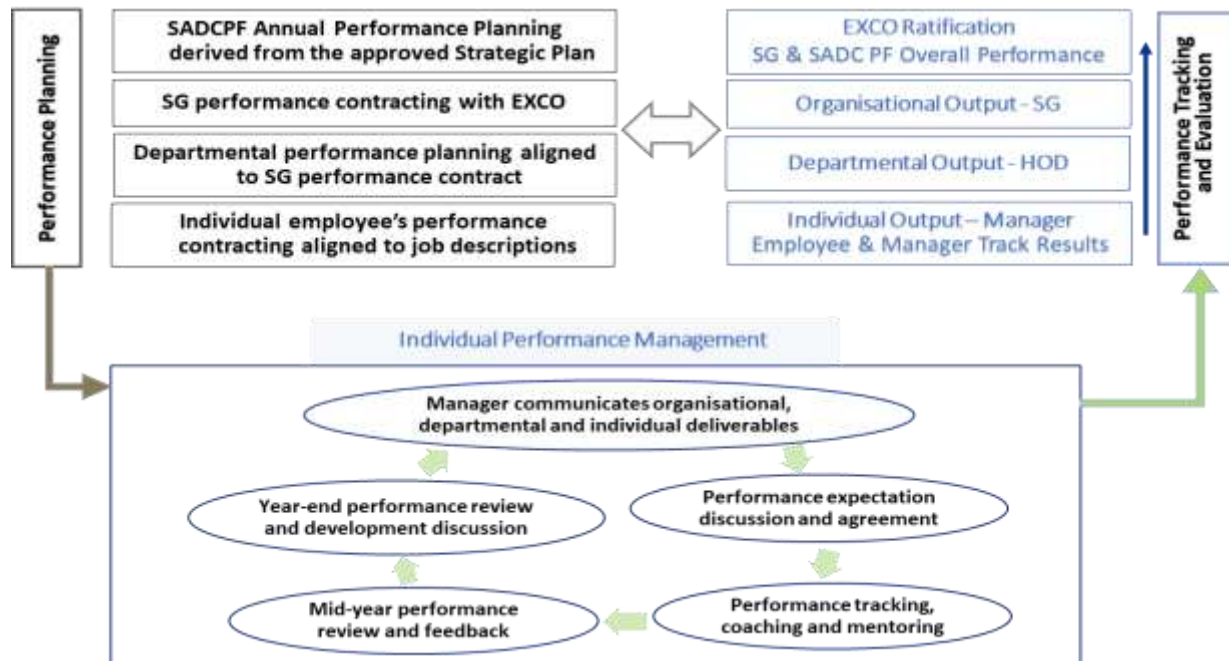 Performance Planning
SADCPF Annual Performance Planning
derived from the approved Strategic Plan
SG performance contracting with EXCO
Departmental performance planning aligned
to SG performance contract
Individual employee's performance
contracting aligned to job descriptions
EXCO Ratification
SG & SADC PF Overall Performance
Organisational Output - SG
Departmental Output - HOD
Individual Output – Manager
Employee & Manager Track Results
Performance Tracking
and Evaluation
Individual Performance Management
Manager communicates organisational,
departmental and individual deliverables
Performance expectation
discussion and agreement
Performance tracking,
coaching and mentoring
Mid-year performance
review and feedback
Year-end performance review
and development discussion